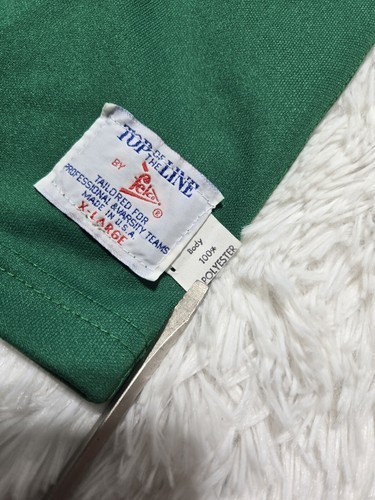 TOP OF THE LINE
BY Felco ®
TAILORED FOR
PROFESSIONAL & VARSITY TEAMS
MADE IN U.S.A
X-LARGE
Body
100%
POLYESTER